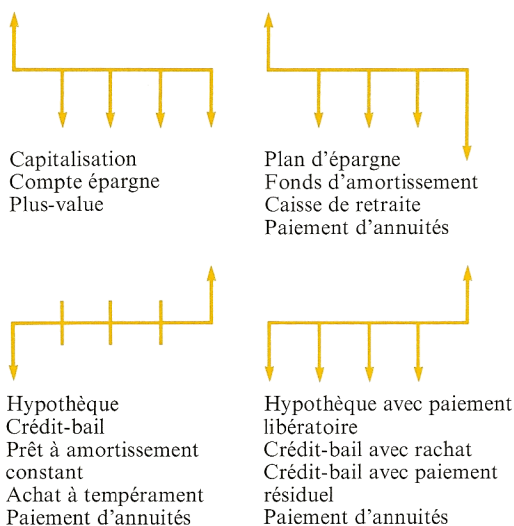 Capitalisation
Compte épargne
Plus-value
Plan d'épargne
Fonds d'amortissement
Caisse de retraite
Paiement d'annuités
Hypothèque
Crédit-bail
Prêt à amortissement
constant
Achat à tempérament
Paiement d'annuités
Hypothèque avec paiement
libératoire
Crédit-bail avec rachat
Crédit-bail avec paiement
résiduel
Paiement d'annuités